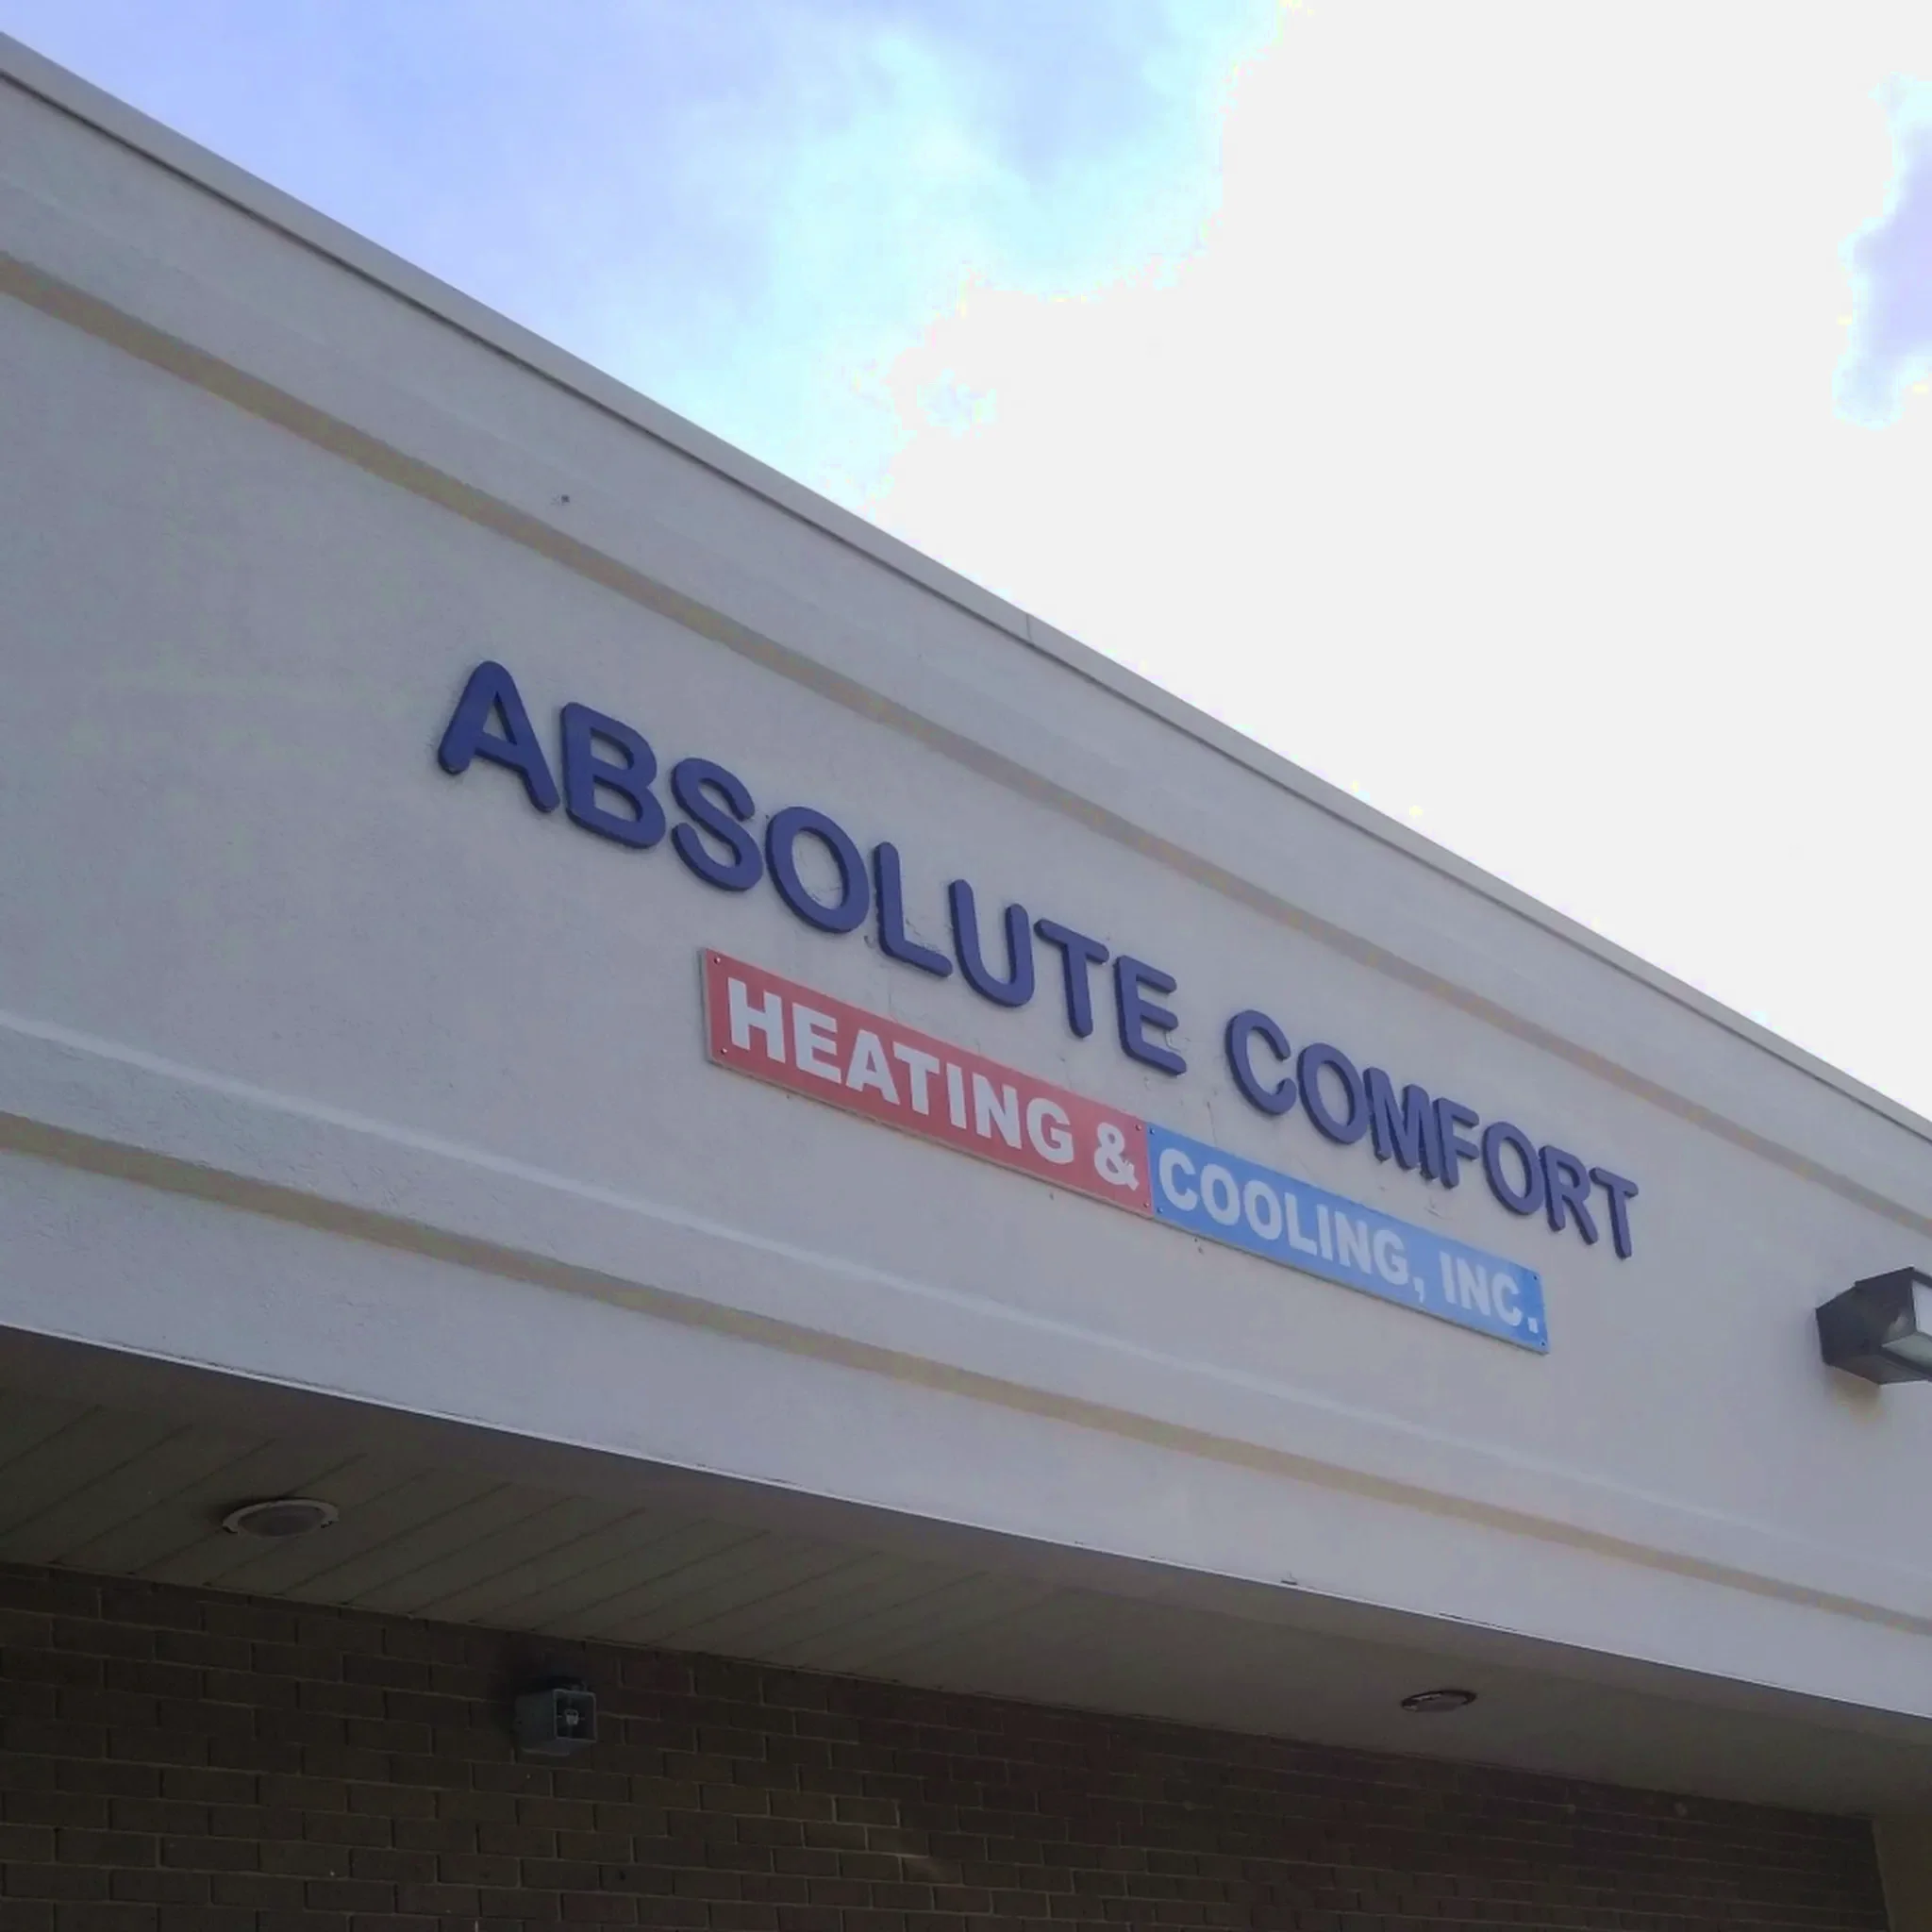 ABSOLUTE COMFORT
HEATING & COOLING, INC.